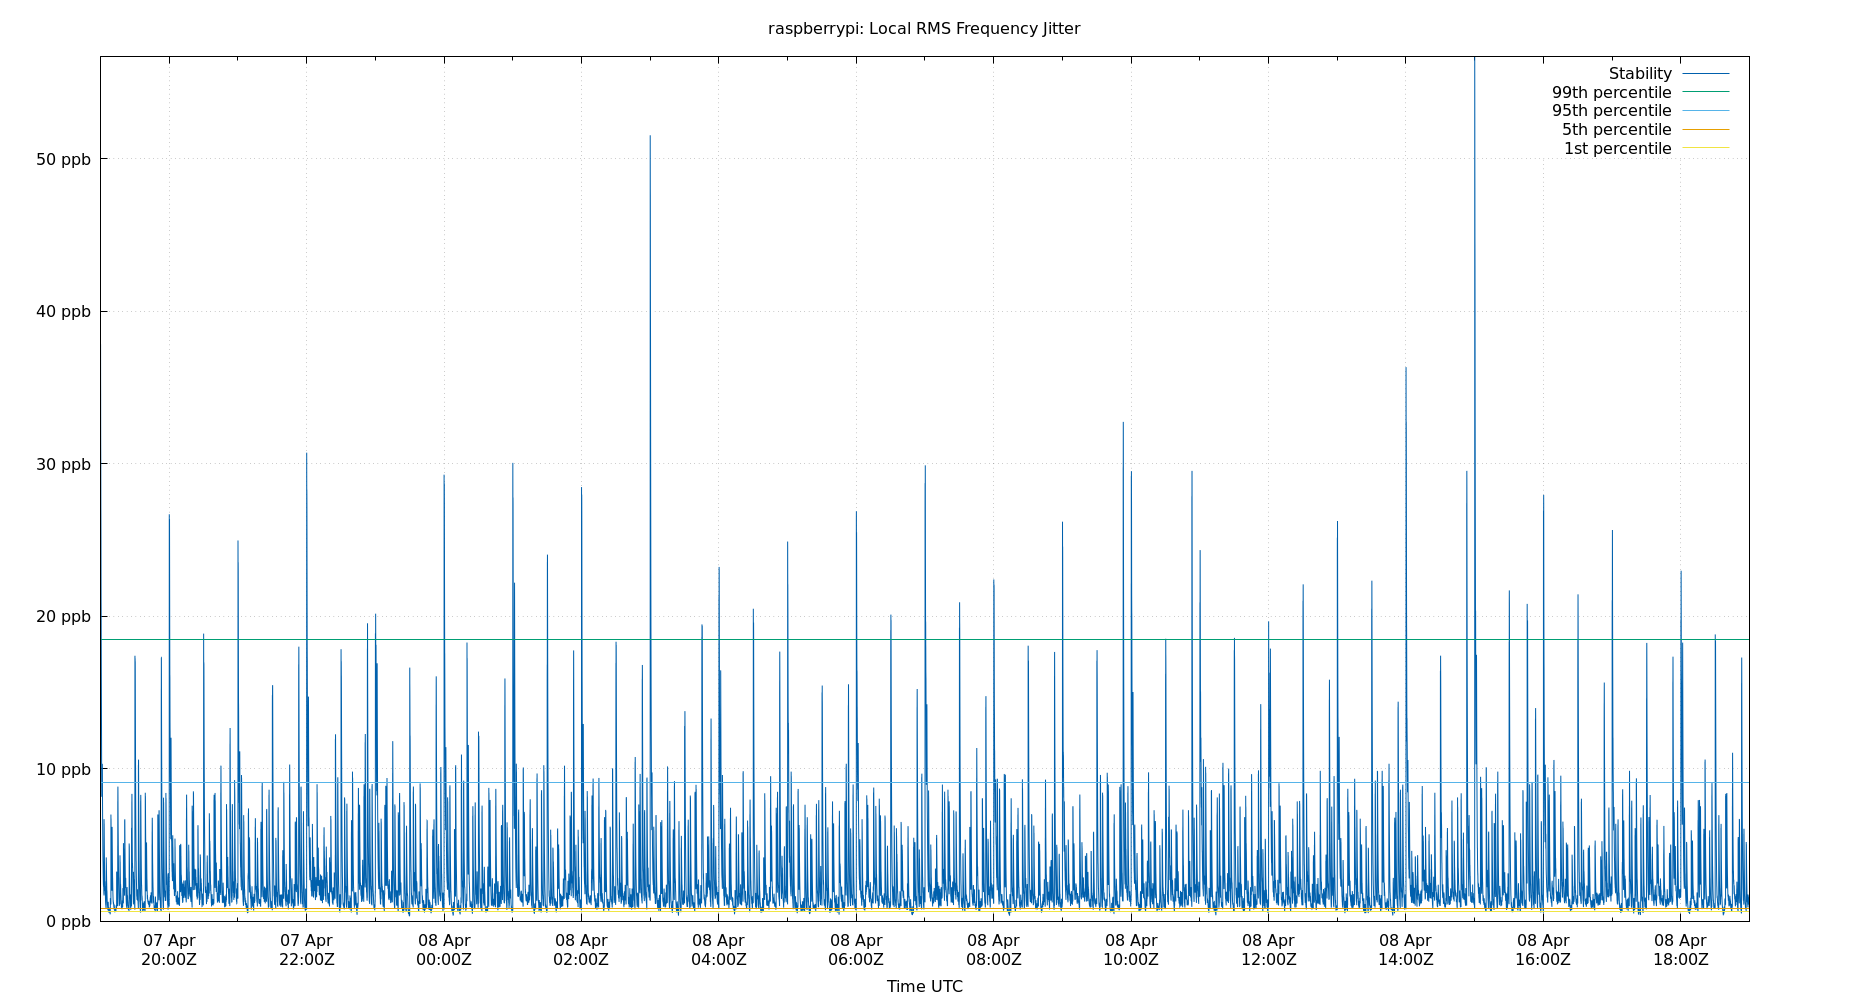 raspberrypi: Local RMS Frequency Jitter
Stability
99th percentile
95th percentile
5th percentile
1st percentile
50 ppb
40 ppb
30 ppb
20 ppb
10 ppb
0 ppb
07 Apr 07 Apr 08 Apr 08 Apr 08 Apr 08 Apr 08 Apr 08 Apr 08 Apr 08 Apr 08 Apr 08 Apr
20:00Z 22:00Z 00:00Z 02:00Z 04:00Z 06:00Z 08:00Z 10:00Z 12:00Z 14:00Z 16:00Z 18:00Z
Time UTC